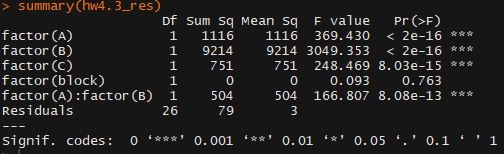 > summary(hw4.3_res)
Df Sum Sq Mean Sq F value Pr(>F)
factor(A) 1 1116 1116 369.430 < 2e-16 ***
factor(B) 1 9214 9214 3049.353 < 2e-16 ***
factor(C) 1 751 751 248.469 8.03e-15 ***
factor(block) 1 0 0 0.093 0.763
factor(A):factor(B) 1 504 504 166.807 8.08e-13 ***
Residuals 26 79 3
---
Signif. codes: 0 ‘***’ 0.001 ‘**’ 0.01 ‘*’ 0.05 ‘.’ 0.1 ‘ ’ 1